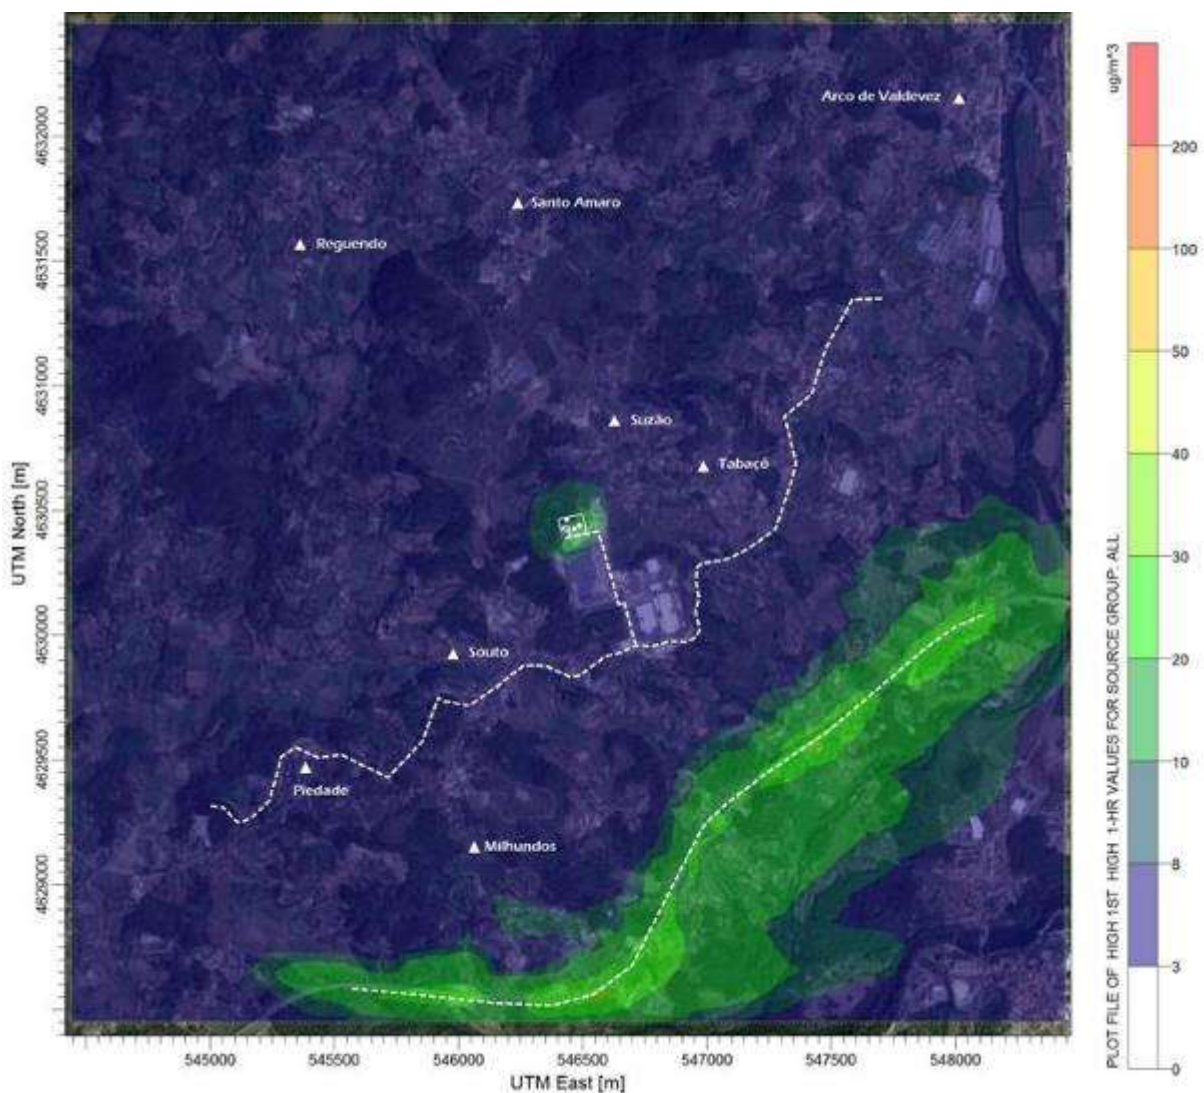 ug/m^3
Arco de Valdevez
Santo Amaro
Reguendo
Suzão
Tabaçô
Souto
Piedade
Milhundos
4632000
4631500
4631000
4630500
4630000
4629500
4629000
UTM North [m]
545000 545500 546000 546500 547000 547500 548000
UTM East [m]
200
100
50
40
30
20
10
8
3
0
PLOT FILE OF HIGH 1ST HIGH 1-HR VALUES FOR SOURCE GROUP: ALL